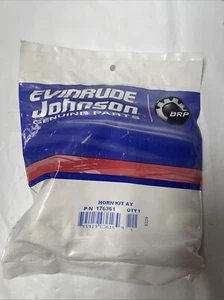 EVINRUDE
Johnson
GENUINE PARTS
BRP
HORN KIT AY
P/N 176361 QTY 1